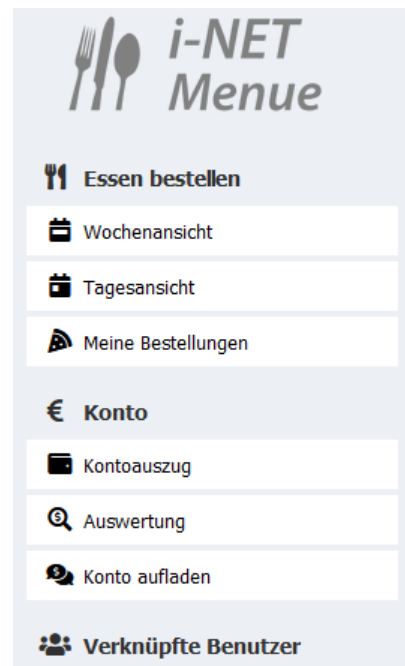 i-NET
Menue
Essen bestellen
Wochenansicht
Tagesansicht
Meine Bestellungen
€ Konto
Kontoauszug
Auswertung
Konto aufladen
Verknüpfte Benutzer